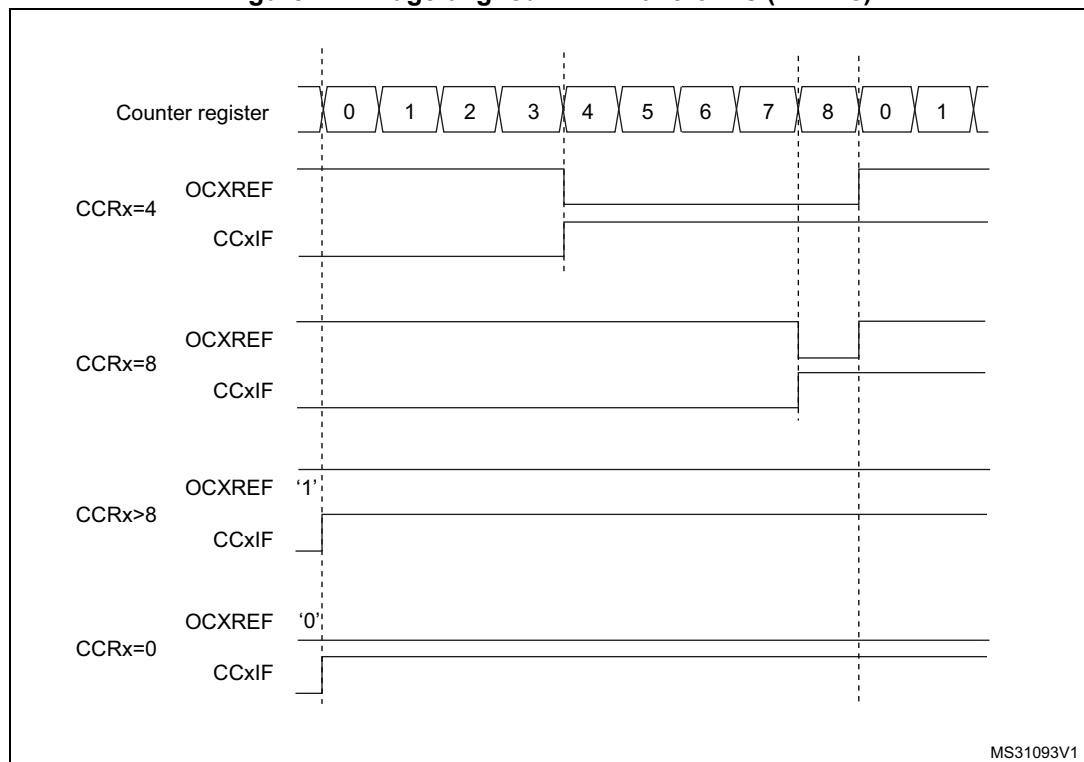 Counter register 0 1 2 3 4 5 6 7 8 0 1
OCXREF
CCRx=4
CCxIF
OCXREF
CCRx=8
CCxIF
OCXREF '1'
CCRx>8
CCxIF
OCXREF '0'
CCRx=0
CCxIF
MS31093V1